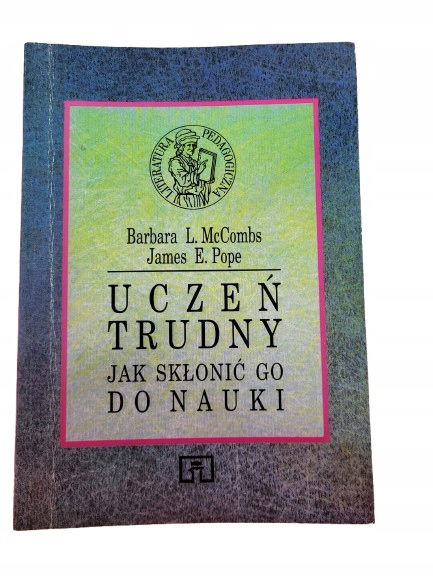 LITERATURA PEDAGOGICZNA
Barbara L. McCombs
James E. Pope
UCZEŃ
TRUDNY
JAK SKŁONIĆ GO
DO NAUKI